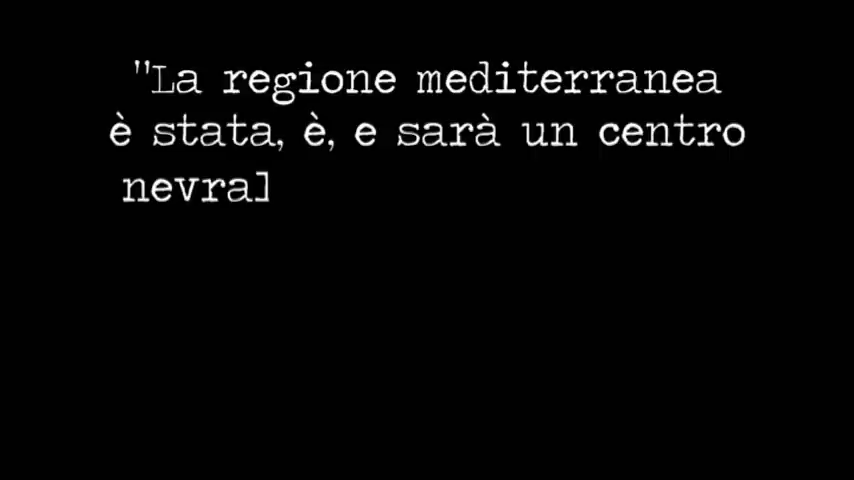 "La regione mediterranea
è stata, è, e sarà un centro
nevral